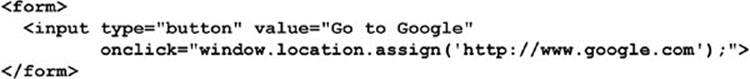 <form>
<input type="button" value="Go to Google"
onclick="window.location.assign('http://www.google.com');">
</form>